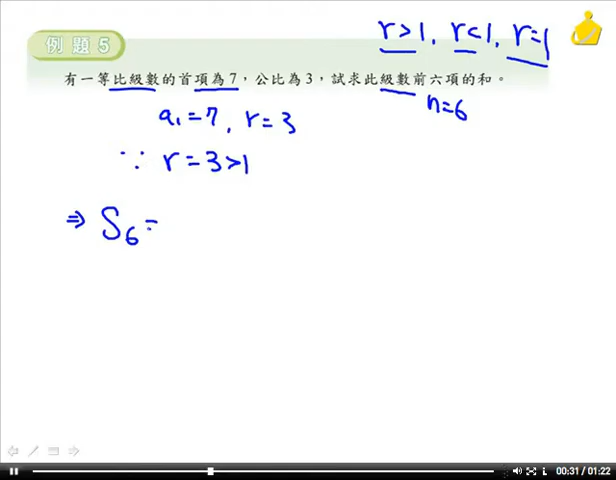 r>1, r<1, r=1
例題5
有一等比級數的首項為7，公比為3，試求此級數前六項的和。
n=6
a₁=7, r=3
∵ r=3>1
⇒ S₆=
00:31/01:22